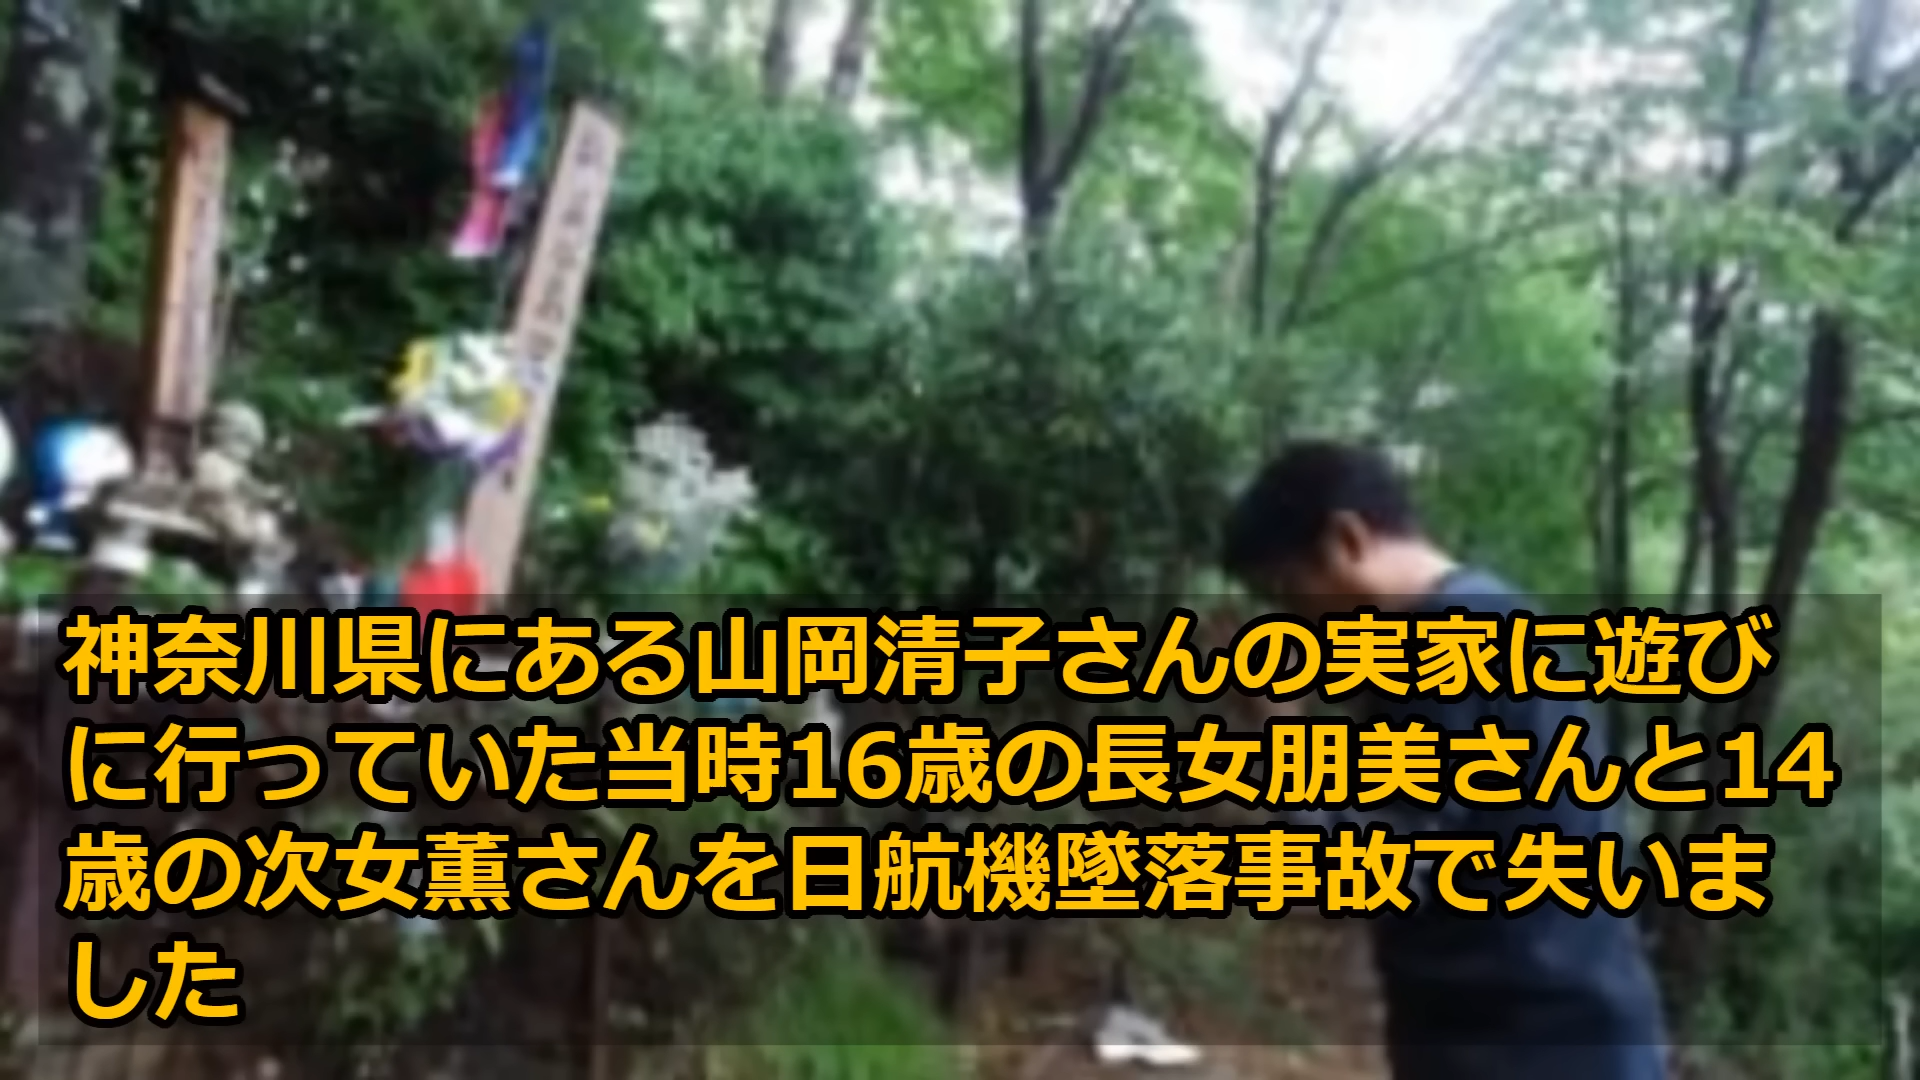 神奈川県にある山岡清子さんの実家に遊び
に行っていた当時16歳の長女朋美さんと14
歳の次女薫さんを日航機墜落事故で失いま
した